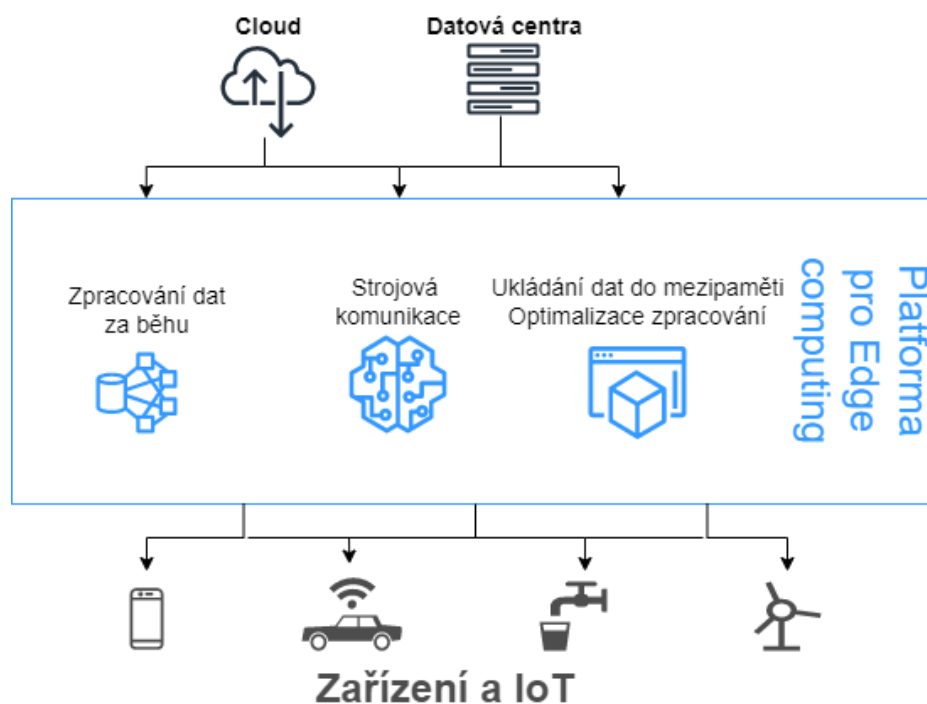 Cloud
Datová centra
Zpracování dat
za běhu
Strojová
komunikace
Ukládání dat do mezipaměti
Optimalizace zpracování
Platforma
pro Edge
computing
Zařízení a IoT